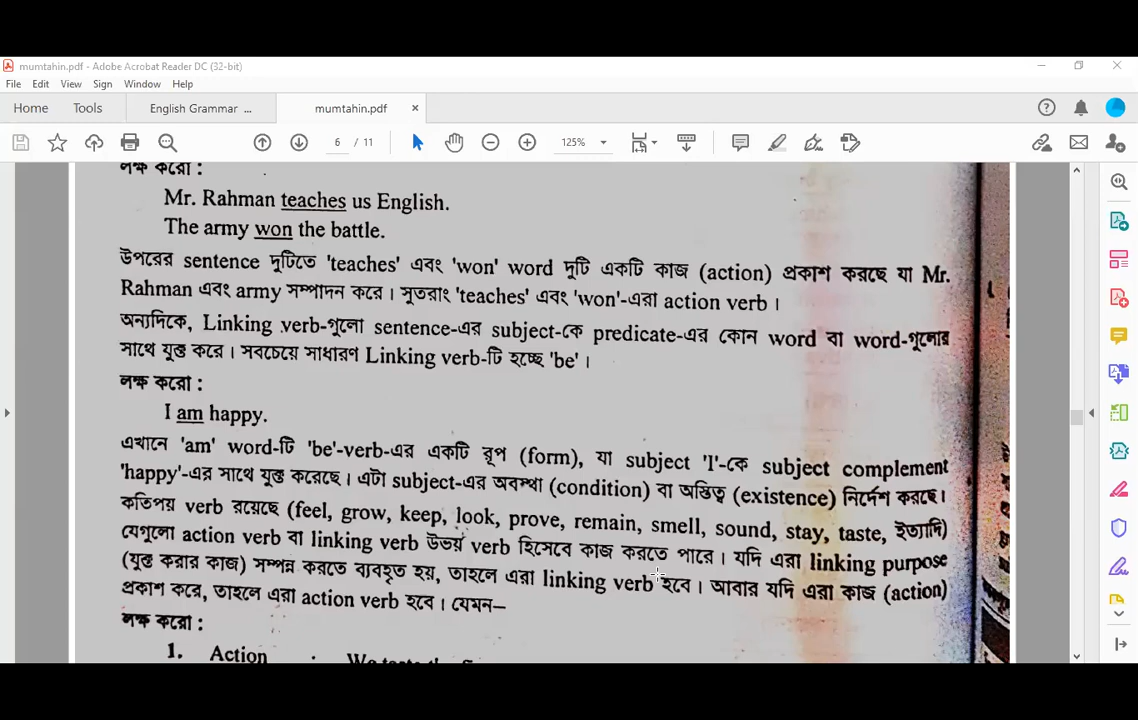 mumtahin.pdf - Adobe Acrobat Reader DC (32-bit)
File Edit View Sign Window Help
Home Tools English Grammar ... mumtahin.pdf ×
6 / 11 125%
লক্ষ করো :
Mr. Rahman teaches us English.
The army won the battle.
উপরের sentence দুটিতে 'teaches' এবং 'won' word দুটি একটি কাজ (action) প্রকাশ করছে যা Mr.
Rahman এবং army সম্পাদন করে। সুতরাং 'teaches' এবং 'won'-এরা action verb।
অন্যদিকে, Linking verb-গুলো sentence-এর subject-কে predicate-এর কোন word বা word-গুলোর
সাথে যুক্ত করে। সবচেয়ে সাধারণ Linking verb-টি হচ্ছে 'be'।
লক্ষ করো :
I am happy.
এখানে 'am' word-টি 'be'-verb-এর একটি রূপ (form), যা subject 'I'-কে subject complement
'happy'-এর সাথে যুক্ত করেছে। এটা subject-এর অবস্থা (condition) বা অস্তিত্ব (existence) নির্দেশ করছে।
কতিপয় verb রয়েছে (feel, grow, keep, look, prove, remain, smell, sound, stay, taste, ইত্যাদি)
যেগুলো action verb বা linking verb উভয় verb হিসেবে কাজ করতে পারে। যদি এরা linking purpose
(যুক্ত করার কাজ) সম্পন্ন করতে ব্যবহৃত হয়, তাহলে এরা linking verb হবে। আবার যদি এরা কাজ (action)
প্রকাশ করে, তাহলে এরা action verb হবে। যেমন–
লক্ষ করো :
1. Action : We taste the